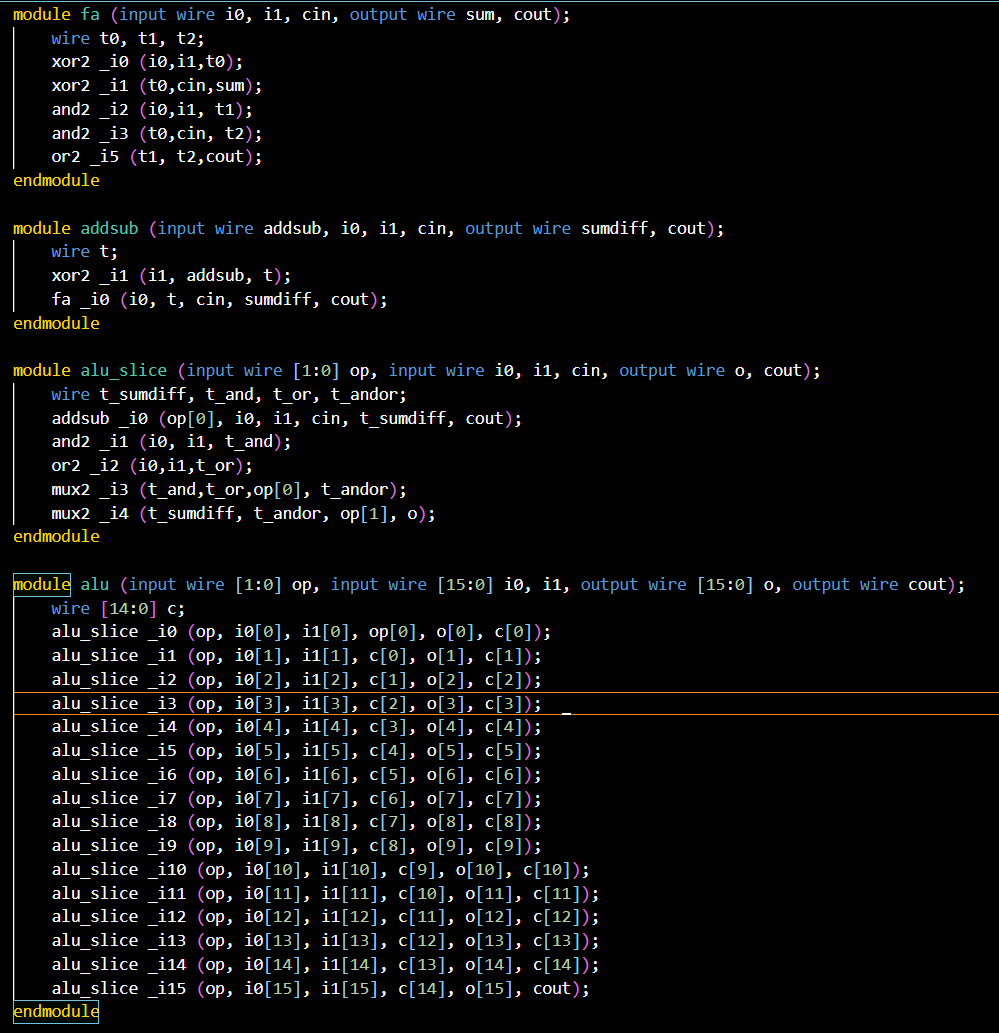 module fa (input wire i0, i1, cin, output wire sum, cout);
    wire t0, t1, t2;
    xor2 _i0 (i0,i1,t0);
    xor2 _i1 (t0,cin,sum);
    and2 _i2 (i0,i1, t1);
    and2 _i3 (t0,cin, t2);
    or2 _i5 (t1, t2,cout);
endmodule

module addsub (input wire addsub, i0, i1, cin, output wire sumdiff, cout);
    wire t;
    xor2 _i1 (i1, addsub, t);
    fa _i0 (i0, t, cin, sumdiff, cout);
endmodule

module alu_slice (input wire [1:0] op, input wire i0, i1, cin, output wire o, cout);
    wire t_sumdiff, t_and, t_or, t_andor;
    addsub _i0 (op[0], i0, i1, cin, t_sumdiff, cout);
    and2 _i1 (i0, i1, t_and);
    or2 _i2 (i0,i1,t_or);
    mux2 _i3 (t_and,t_or,op[0], t_andor);
    mux2 _i4 (t_sumdiff, t_andor, op[1], o);
endmodule

module alu (input wire [1:0] op, input wire [15:0] i0, i1, output wire [15:0] o, output wire cout);
    wire [14:0] c;
    alu_slice _i0 (op, i0[0], i1[0], op[0], o[0], c[0]);
    alu_slice _i1 (op, i0[1], i1[1], c[0], o[1], c[1]);
    alu_slice _i2 (op, i0[2], i1[2], c[1], o[2], c[2]);
    alu_slice _i3 (op, i0[3], i1[3], c[2], o[3], c[3]);
    alu_slice _i4 (op, i0[4], i1[4], c[3], o[4], c[4]);
    alu_slice _i5 (op, i0[5], i1[5], c[4], o[5], c[5]);
    alu_slice _i6 (op, i0[6], i1[6], c[5], o[6], c[6]);
    alu_slice _i7 (op, i0[7], i1[7], c[6], o[7], c[7]);
    alu_slice _i8 (op, i0[8], i1[8], c[7], o[8], c[8]);
    alu_slice _i9 (op, i0[9], i1[9], c[8], o[9], c[9]);
    alu_slice _i10 (op, i0[10], i1[10], c[9], o[10], c[10]);
    alu_slice _i11 (op, i0[11], i1[11], c[10], o[11], c[11]);
    alu_slice _i12 (op, i0[12], i1[12], c[11], o[12], c[12]);
    alu_slice _i13 (op, i0[13], i1[13], c[12], o[13], c[13]);
    alu_slice _i14 (op, i0[14], i1[14], c[13], o[14], c[14]);
    alu_slice _i15 (op, i0[15], i1[15], c[14], o[15], cout);
endmodule